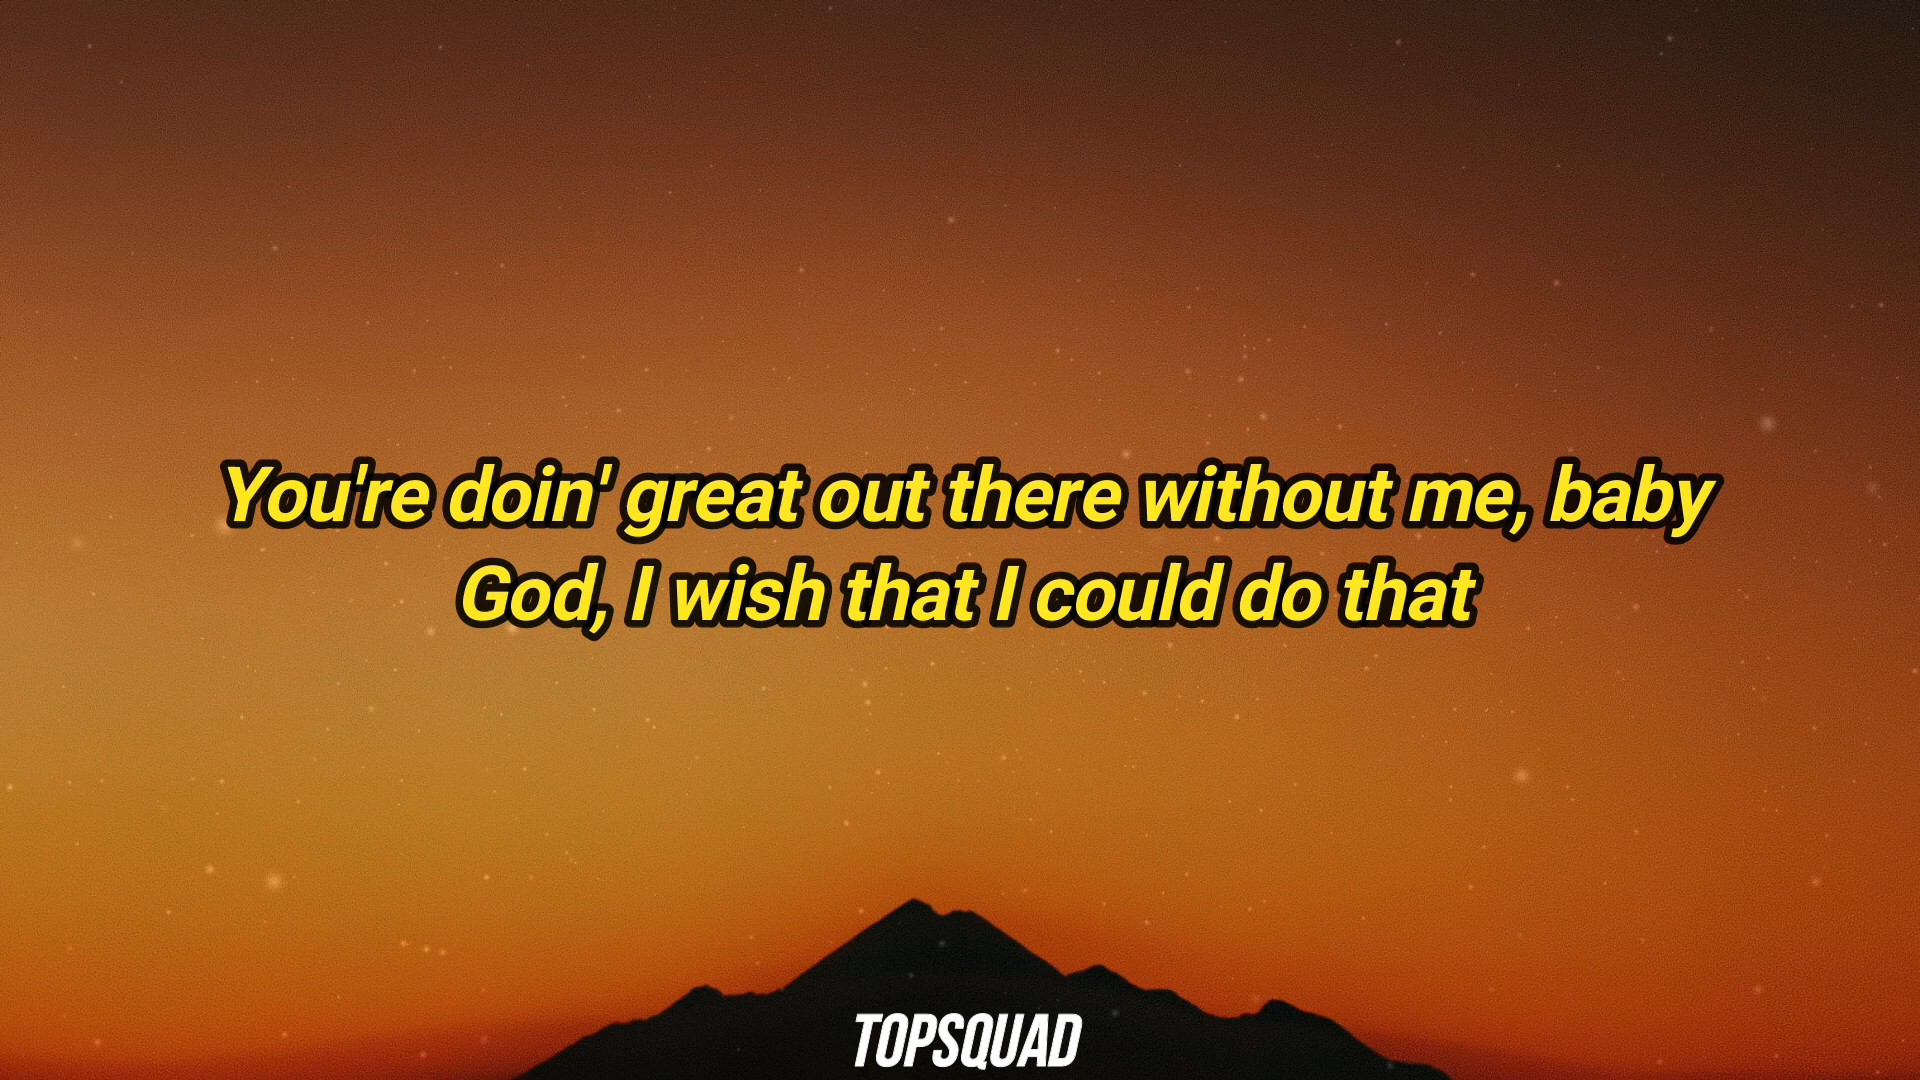 You're doin' great out there without me, baby
God, I wish that I could do that
TOPSQUAD